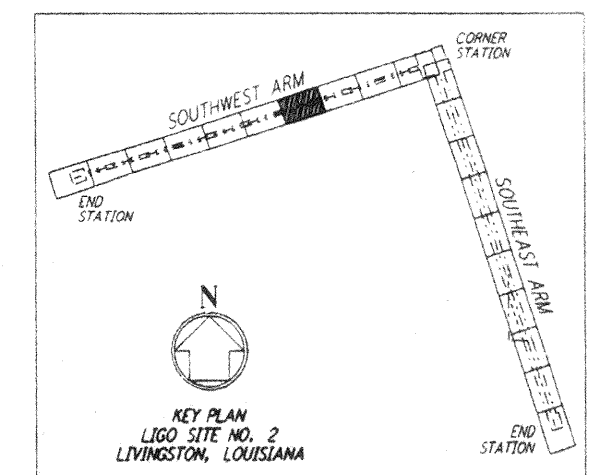 CORNER
STATION
SOUTHWEST ARM
END
STATION
SOUTHEAST ARM
N
KEY PLAN
LIGO SITE NO. 2
LIVINGSTON, LOUISIANA
END
STATION